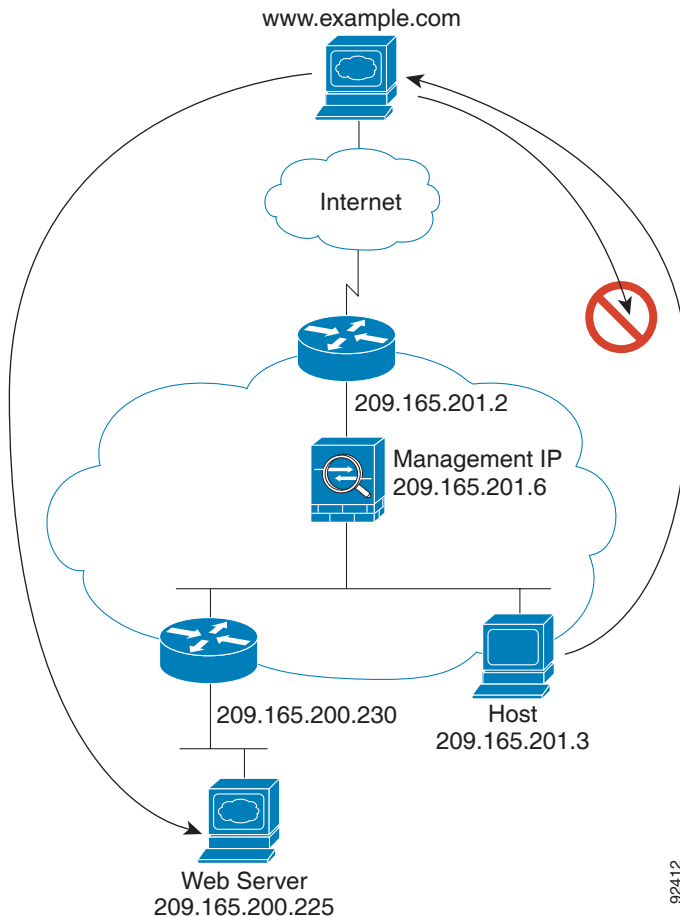 www.example.com
Internet
209.165.201.2
Management IP
209.165.201.6
209.165.200.230
Host
209.165.201.3
Web Server
209.165.200.225
92412